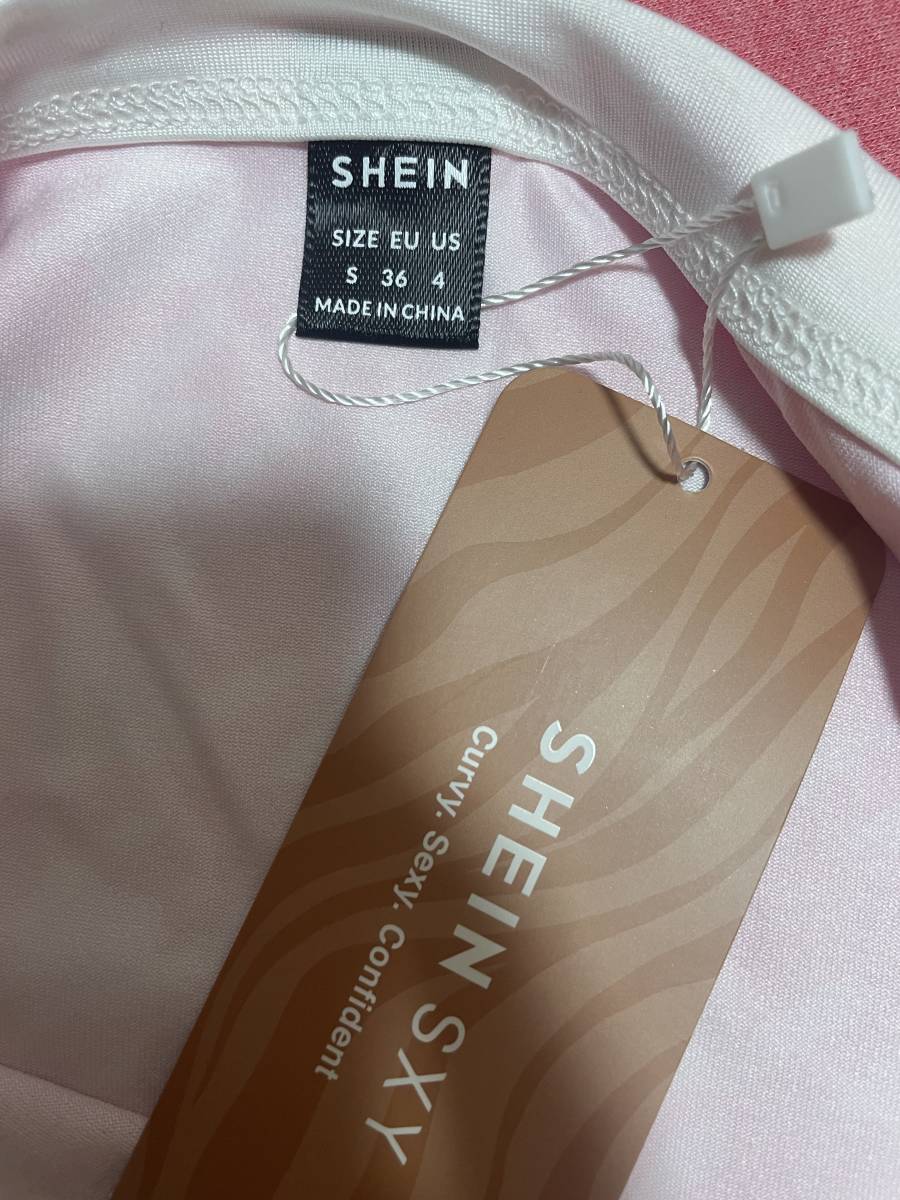 SHEIN
SIZE EU US
S 36 4
MADE IN CHINA
SHEIN SXY
Curvy. Sexy. Confident